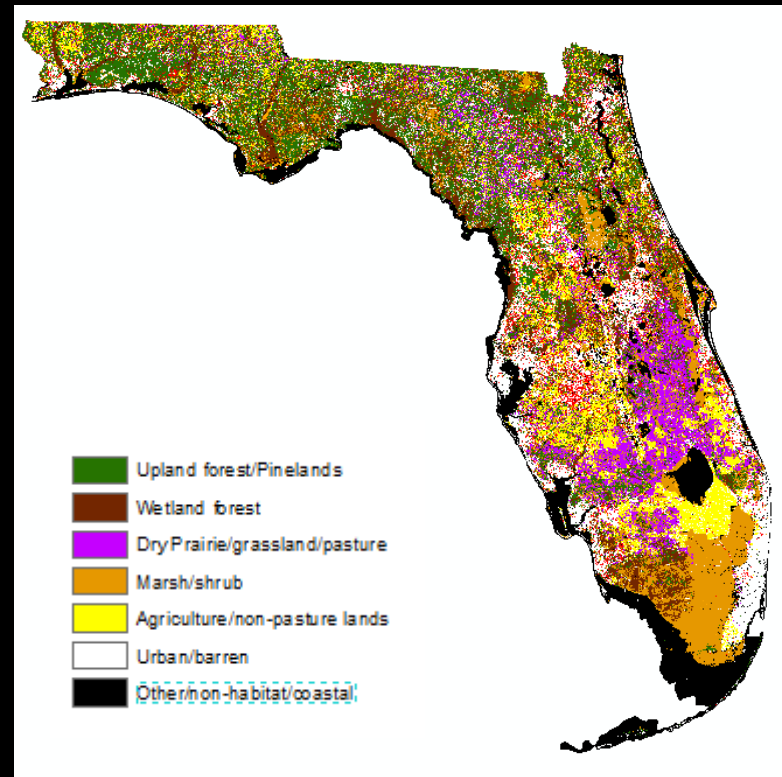 Upland forest/Pinelands
Wetland forest
Dry Prairie/grassland/pasture
Marsh/shrub
Agriculture/non-pasture lands
Urban/barren
Other/non-habitat/coastal